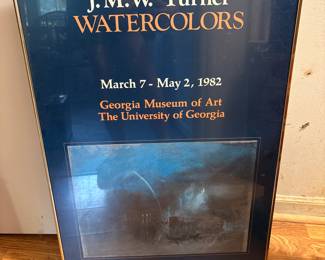 J.M.W. Turner
WATERCOLORS
March 7 - May 2, 1982
Georgia Museum of Art
The University of Georgia